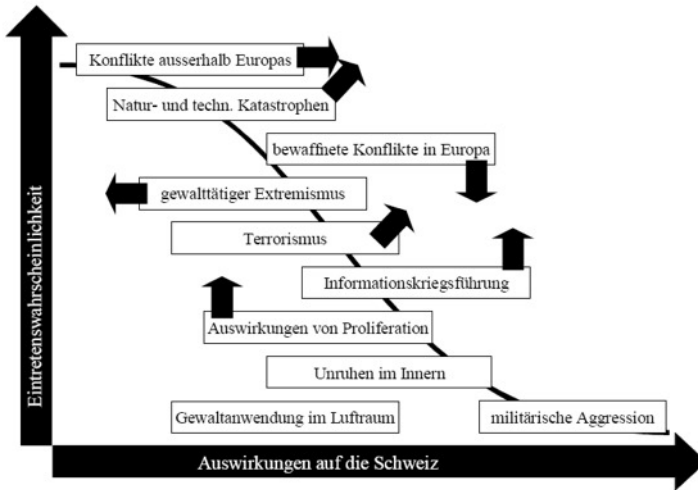 Konflikte ausserhalb Europas
Natur- und techn. Katastrophen
bewaffnete Konflikte in Europa
gewalttätiger Extremismus
Terrorismus
Informationskriegsführung
Auswirkungen von Proliferation
Unruhen im Innern
Gewaltanwendung im Luftraum
militärische Aggression
Eintretenswahrscheinlichkeit
Auswirkungen auf die Schweiz